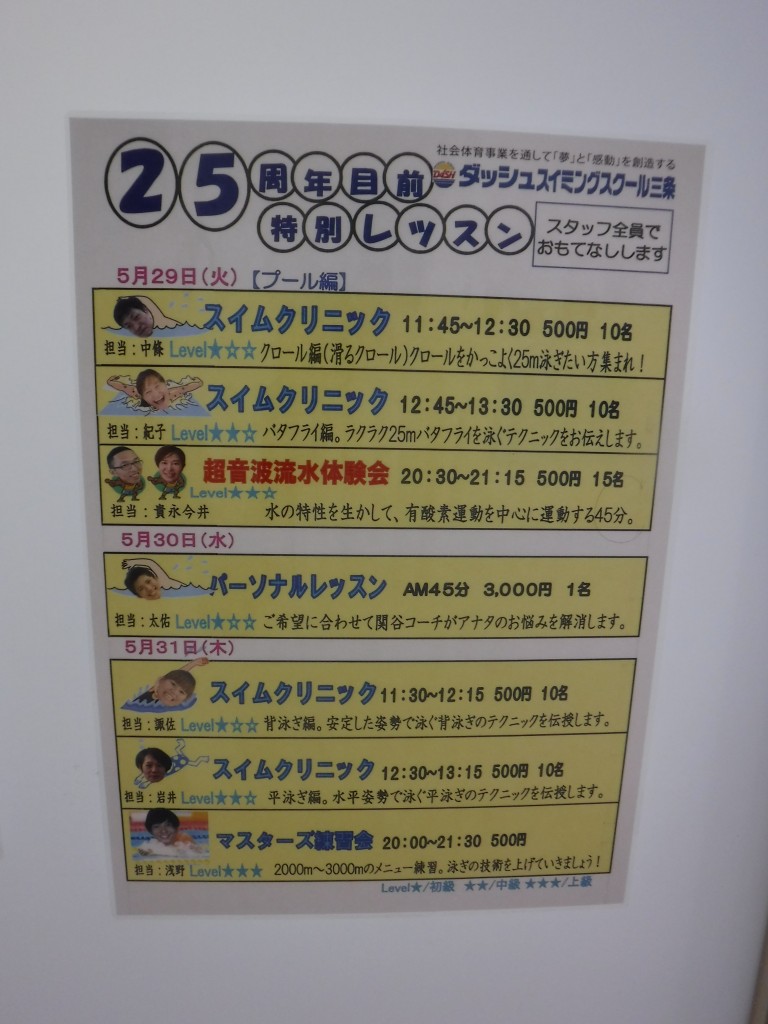 社会体育事業を通して「夢」と「感動」を創造する
DASH ダッシュスイミングスクール三条
25周年目前
特別レッスン
スタッフ全員で
おもてなしします
5月29日(火)【プール編】
スイムクリニック 11:45~12:30 500円 10名
担当:中條 Level★☆☆ クロール編(滑るクロール)クロールをかっこよく25m泳ぎたい方集まれ!
スイムクリニック 12:45~13:30 500円 10名
担当:紀子 Level★★☆ バタフライ編。ラクラク25mバタフライを泳ぐテクニックをお伝えします。
超音波流水体験会 20:30~21:15 500円 15名
Level★★☆
担当:貴永今井 水の特性を生かして、有酸素運動を中心に運動する45分。
5月30日(水)
パーソナルレッスン AM45分 3,000円 1名
担当:太佑 Level★☆☆ ご希望に合わせて関谷コーチがアナタのお悩みを解消します。
5月31日(木)
スイムクリニック 11:30~12:15 500円 10名
担当:諏佐 Level★☆☆ 背泳ぎ編。安定した姿勢で泳ぐ背泳ぎのテクニックを伝授します。
スイムクリニック 12:30~13:15 500円 10名
担当:岩井 Level★★☆ 平泳ぎ編。水平姿勢で泳ぐ平泳ぎのテクニックを伝授します。
マスターズ練習会 20:00~21:30 500円
担当:浅野 Level★★★ 2000m~3000mのメニュー練習。泳ぎの技術を上げていきましょう!
Level★/初級 ★★/中級 ★★★/上級